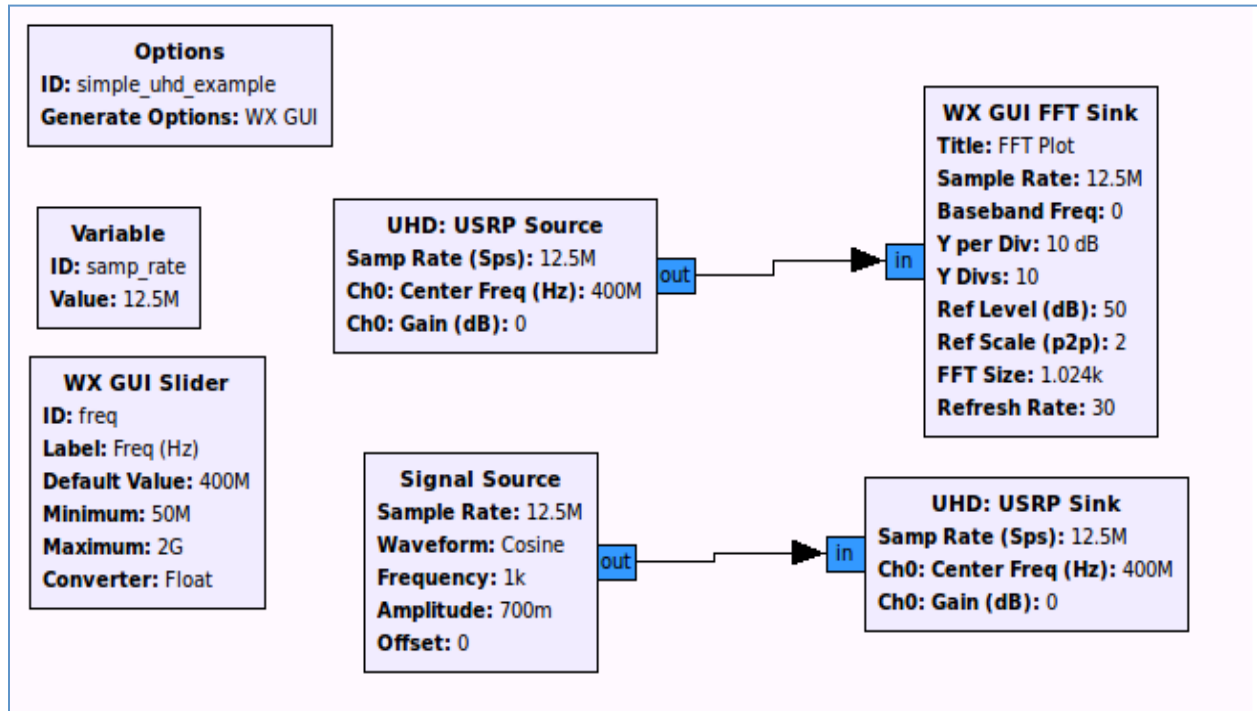 Options
ID: simple_uhd_example
Generate Options: WX GUI
Variable
ID: samp_rate
Value: 12.5M
WX GUI Slider
ID: freq
Label: Freq (Hz)
Default Value: 400M
Minimum: 50M
Maximum: 2G
Converter: Float
UHD: USRP Source
Samp Rate (Sps): 12.5M
Ch0: Center Freq (Hz): 400M
Ch0: Gain (dB): 0
out
in
WX GUI FFT Sink
Title: FFT Plot
Sample Rate: 12.5M
Baseband Freq: 0
Y per Div: 10 dB
Y Divs: 10
Ref Level (dB): 50
Ref Scale (p2p): 2
FFT Size: 1.024k
Refresh Rate: 30
Signal Source
Sample Rate: 12.5M
Waveform: Cosine
Frequency: 1k
Amplitude: 700m
Offset: 0
out
in
UHD: USRP Sink
Samp Rate (Sps): 12.5M
Ch0: Center Freq (Hz): 400M
Ch0: Gain (dB): 0